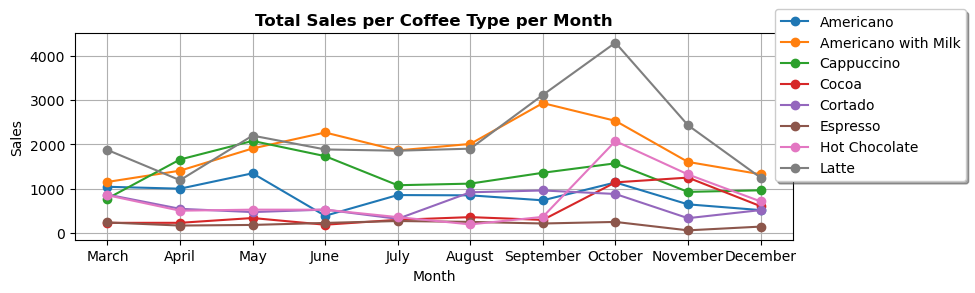 Total Sales per Coffee Type per Month
Americano
Americano with Milk
Cappuccino
Cocoa
Cortado
Espresso
Hot Chocolate
Latte
Sales
4000
3000
2000
1000
0
March April May June July August September October November December
Month